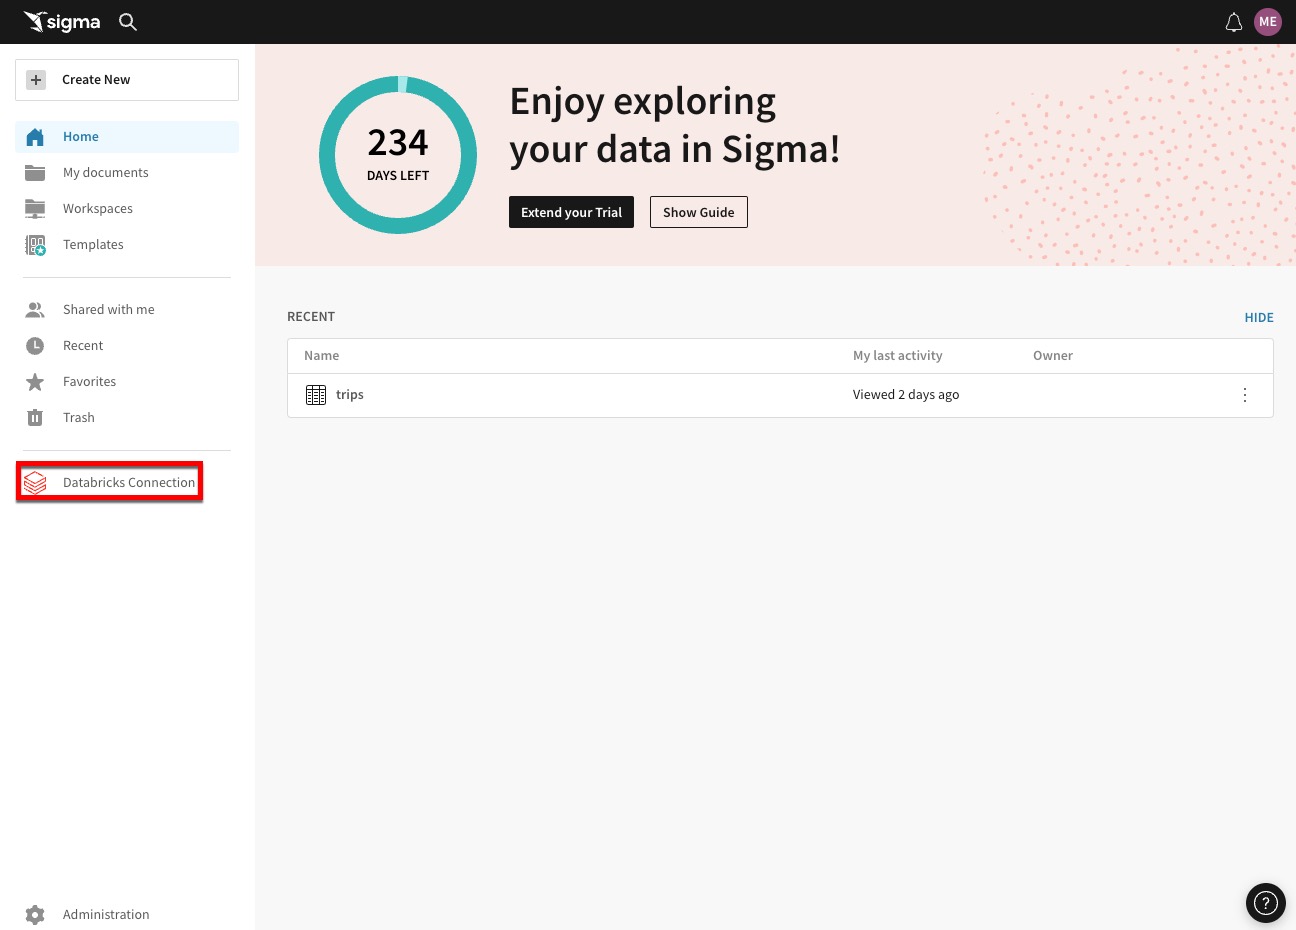 sigma
ME
Create New
Home
My documents
Workspaces
Templates
Shared with me
Recent
Favorites
Trash
Databricks Connection
Administration
234
DAYS LEFT
Enjoy exploring
your data in Sigma!
Extend your Trial
Show Guide
RECENT
HIDE
Name
My last activity
Owner
trips
Viewed 2 days ago
?